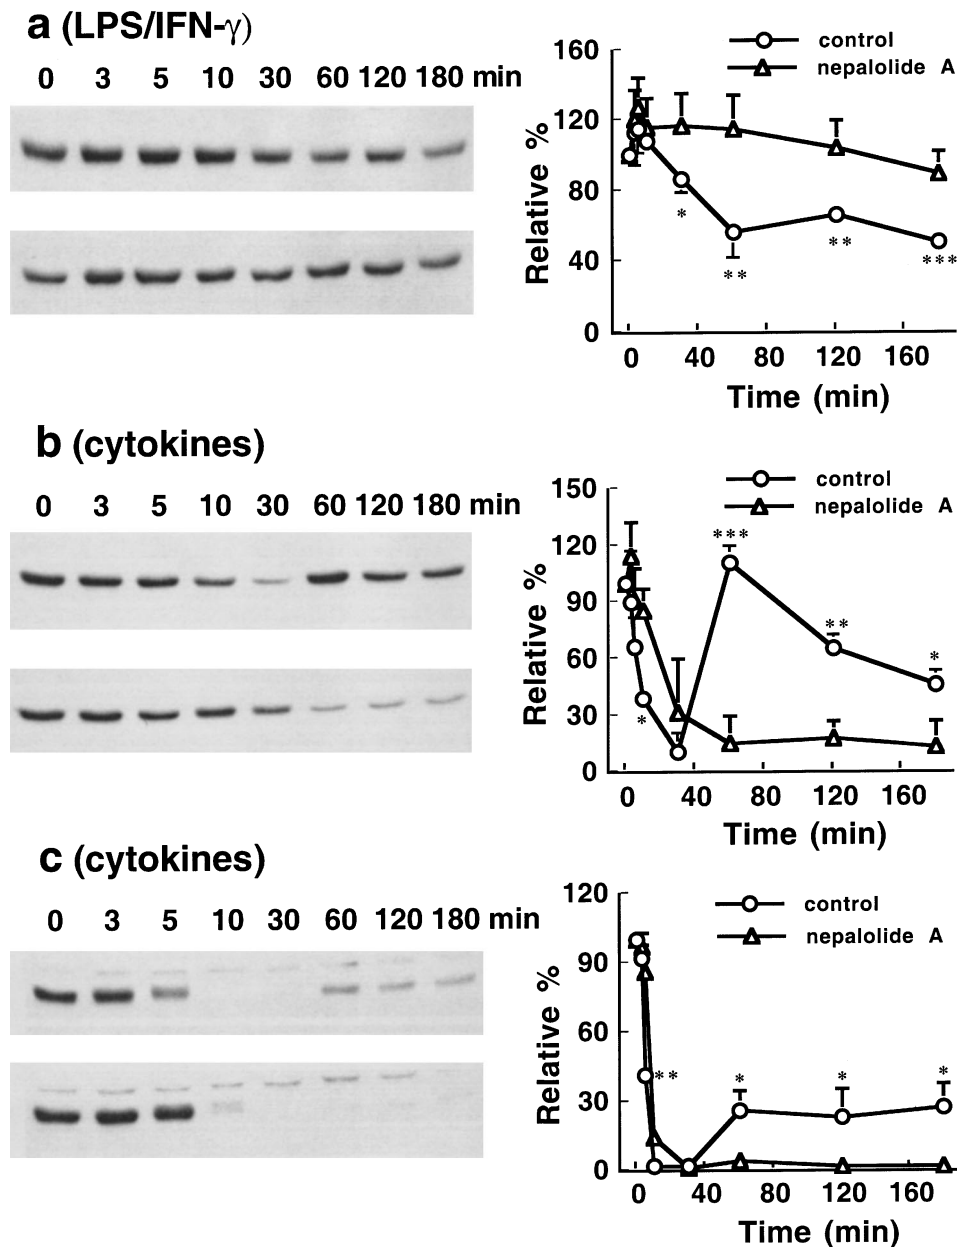 a (LPS/IFN-γ)
0 3 5 10 30 60 120 180 min
control
nepalolide A
160
120
80
40
0
Relative %
* ** ** ***
0 40 80 120 160
Time (min)
b (cytokines)
0 3 5 10 30 60 120 180 min
control
nepalolide A
150
120
90
60
30
0
Relative %
* *** ** *
0 40 80 120 160
Time (min)
c (cytokines)
0 3 5 10 30 60 120 180 min
control
nepalolide A
120
90
60
30
0
Relative %
** * * *
0 40 80 120 160
Time (min)